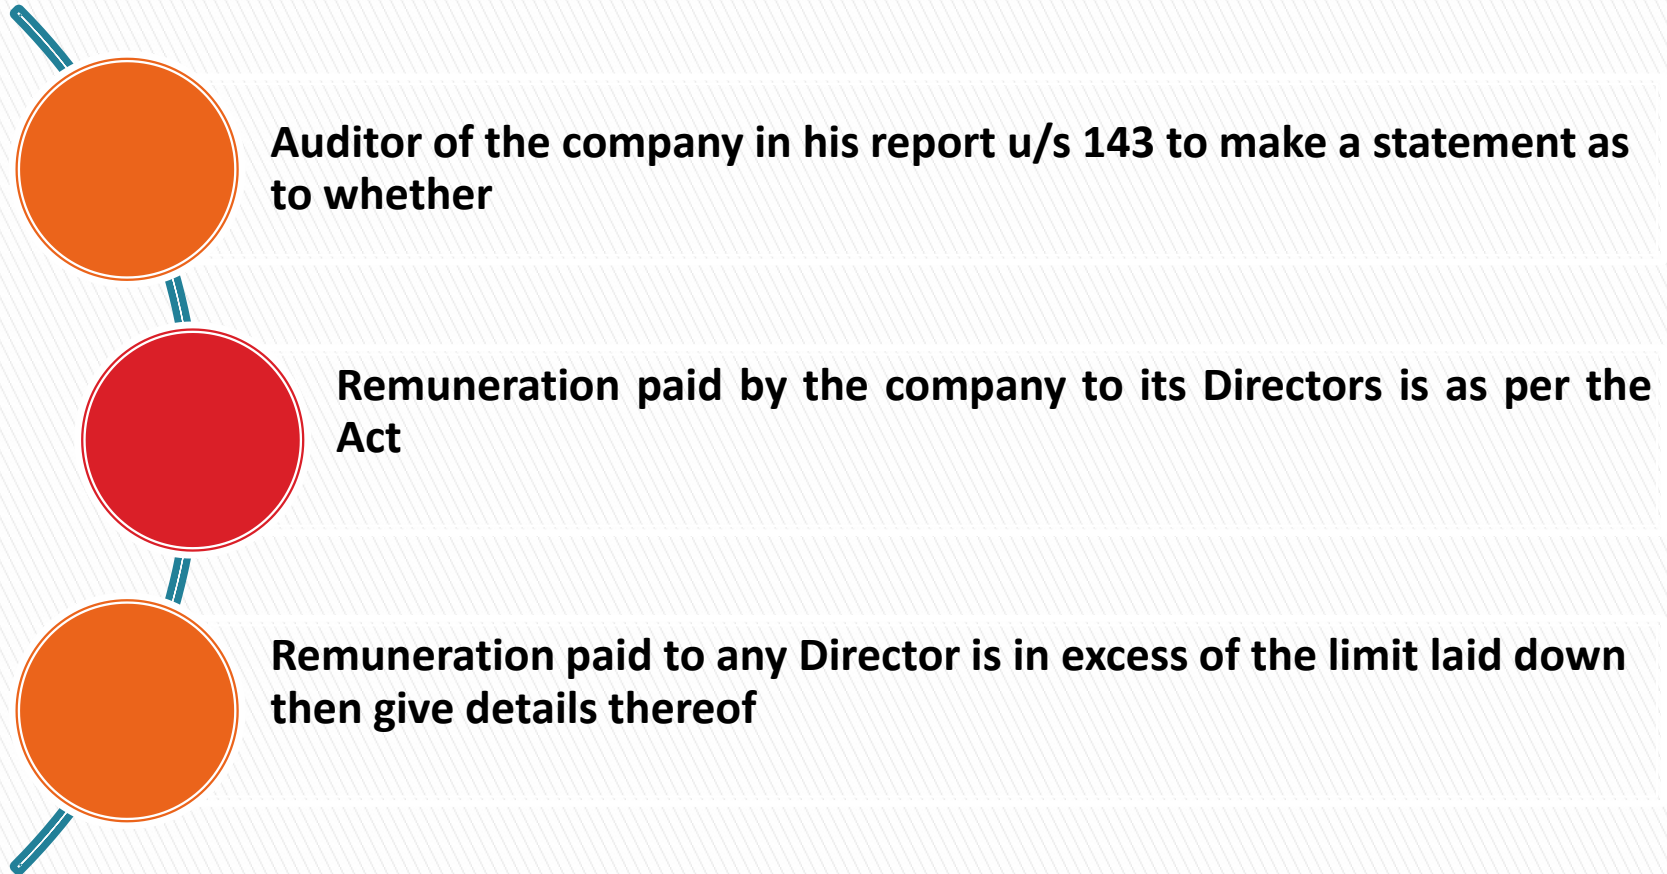 Auditor of the company in his report u/s 143 to make a statement as
to whether
Remuneration paid by the company to its Directors is as per the
Act
Remuneration paid to any Director is in excess of the limit laid down
then give details thereof